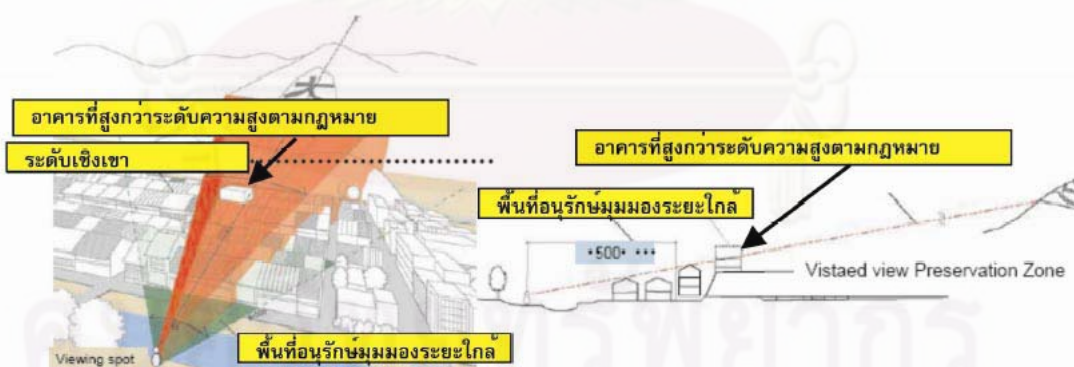 大
อาคารที่สูงกว่าระดับความสูงตามกฎหมาย
ระดับเชิงเขา
Viewing spot
พื้นที่อนุรักษ์มุมมองระยะใกล้
อาคารที่สูงกว่าระดับความสูงตามกฎหมาย
พื้นที่อนุรักษ์มุมมองระยะใกล้
500
Vistaed view Preservation Zone